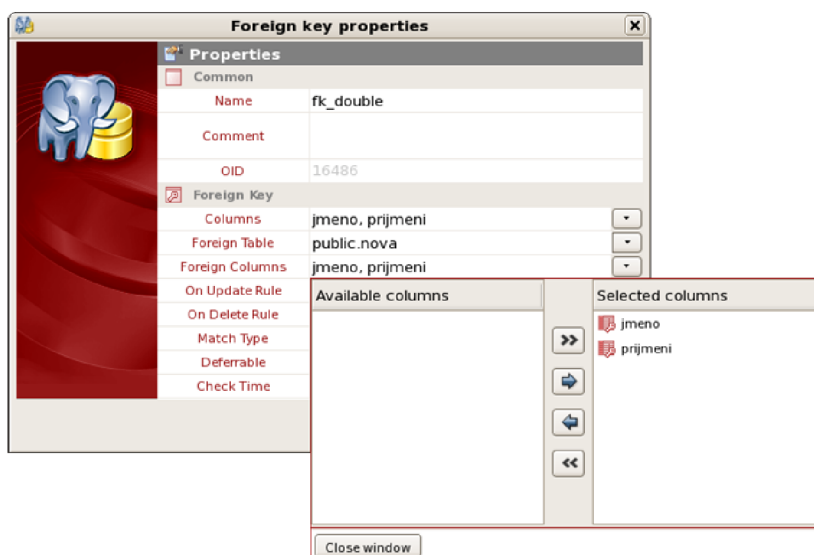 Foreign key properties
Properties
Common
Name fk_double
Comment
OID 16486
Foreign Key
Columns jmeno, prijmeni
Foreign Table public.nova
Foreign Columns jmeno, prijmeni
On Update Rule
On Delete Rule
Match Type
Deferrable
Check Time
Available columns Selected columns
jmeno
prijmeni
Close window